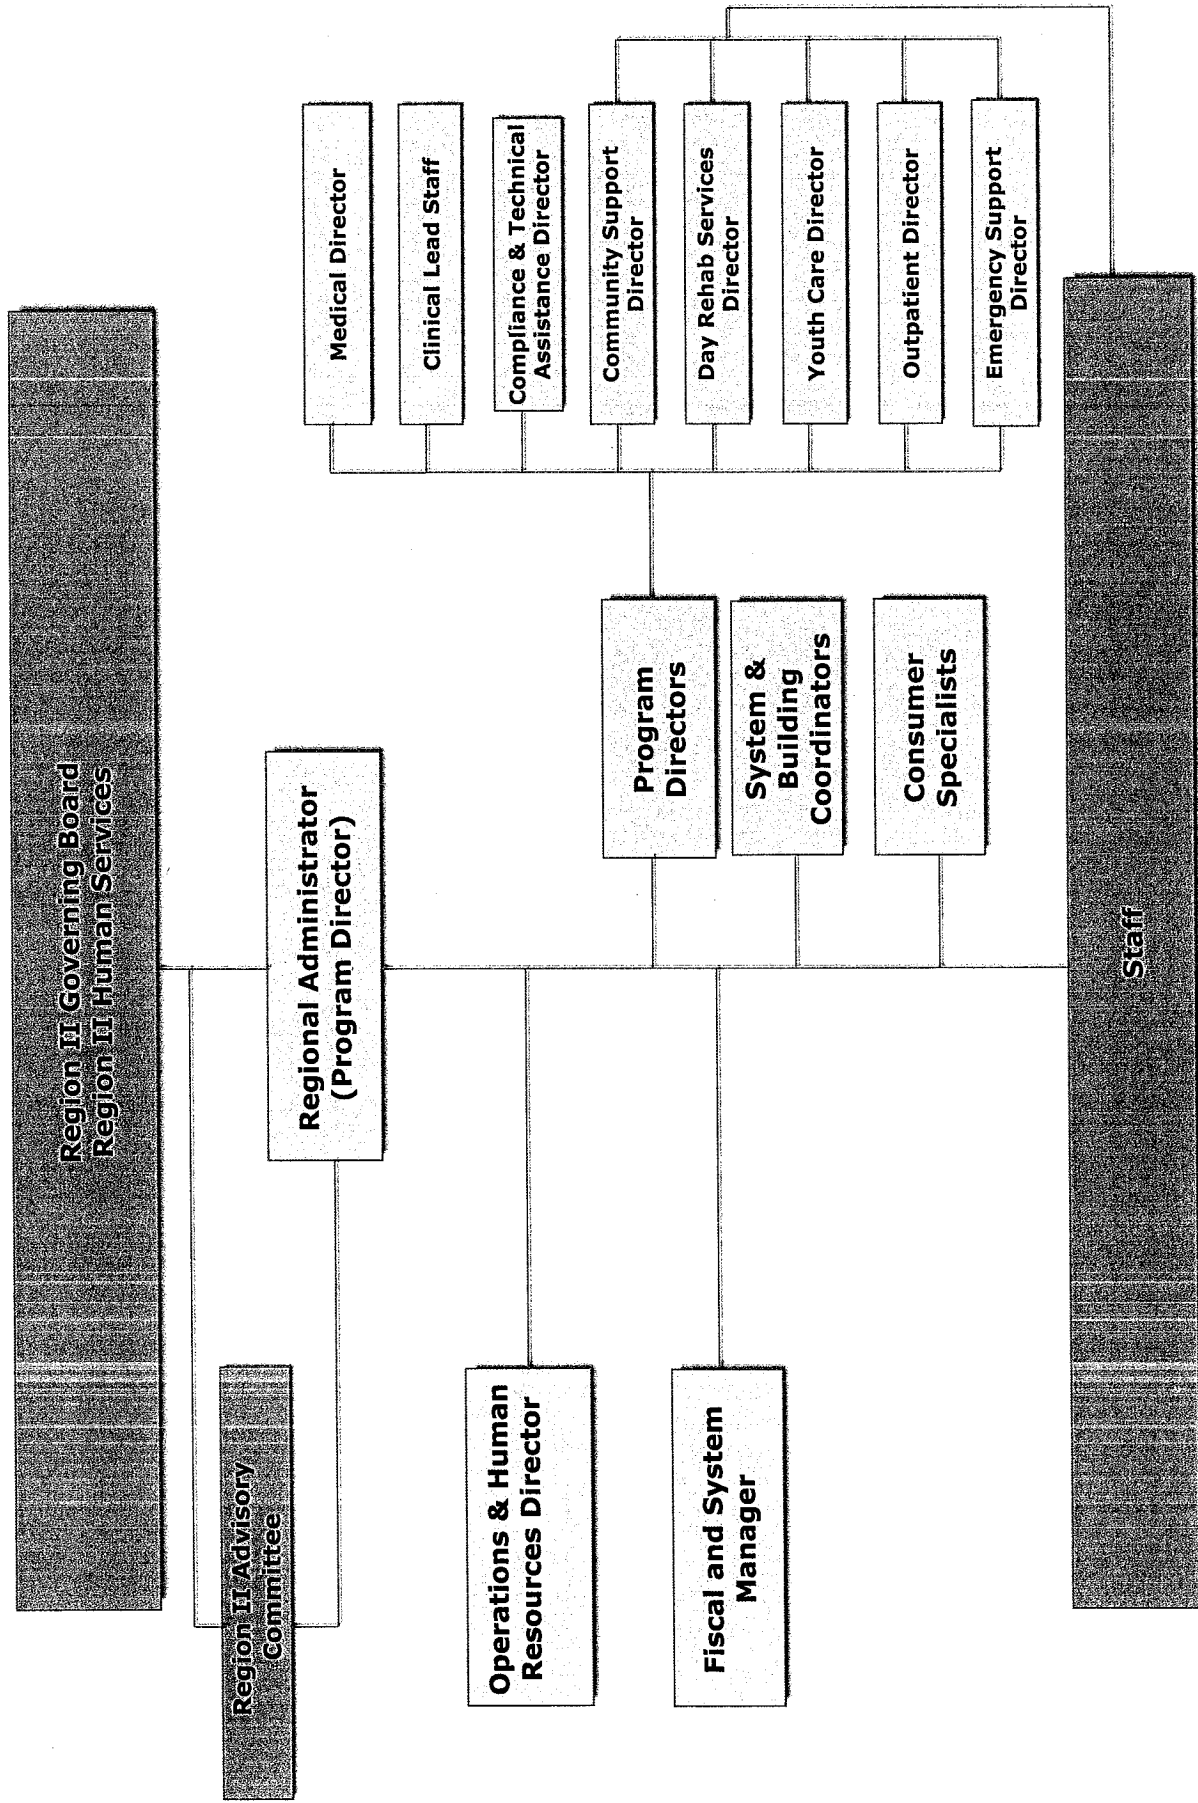 Region II Governing Board
Region II Human Services
Region II Advisory
Committee
Regional Administrator
(Program Director)
Operations & Human
Resources Director
Fiscal and System
Manager
Program
Directors
System &
Building
Coordinators
Consumer
Specialists
Medical Director
Clinical Lead Staff
Compliance & Technical
Assistance Director
Community Support
Director
Day Rehab Services
Director
Youth Care Director
Outpatient Director
Emergency Support
Director
Staff